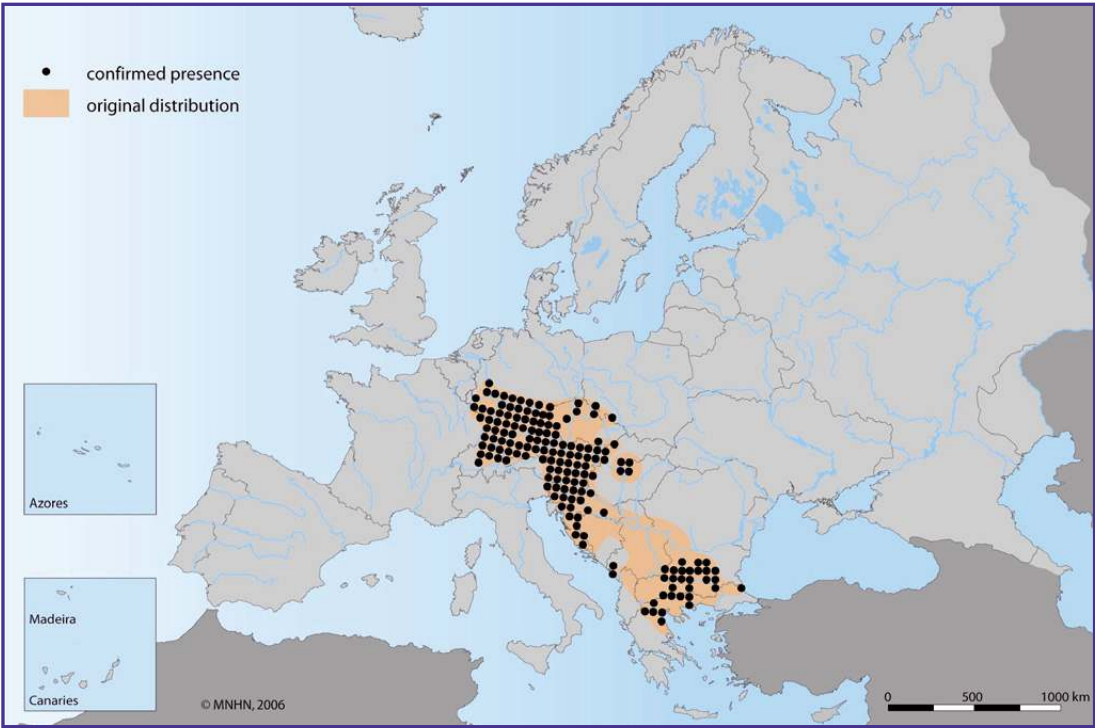 confirmed presence
original distribution
Azores
Madeira
Canaries
© MNHN, 2006
0 500 1000 km